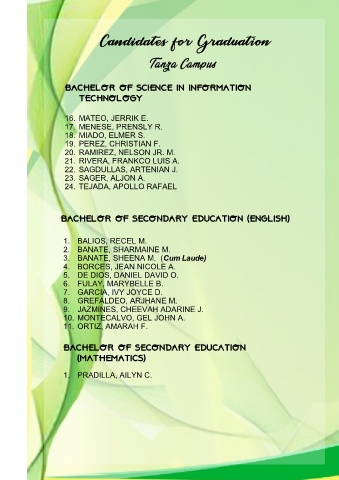 Candidates for Graduation
Tanza Campus
BACHELOR OF SCIENCE IN INFORMATION
TECHNOLOGY
16. MATEO, JERRIK E.
17. MENESE, PRENSLY R.
18. MIADO, ELMER S.
19. PEREZ, CHRISTIAN F.
20. RAMIREZ, NELSON JR. M.
21. RIVERA, FRANKCO LUIS A.
22. SAGDULLAS, ARTENIAN J.
23. SAGER, ALJON A.
24. TEJADA, APOLLO RAFAEL
BACHELOR OF SECONDARY EDUCATION (ENGLISH)
1. BALIOS, RECEL M.
2. BANATE, SHARMAINE M.
3. BANATE, SHEENA M. (Cum Laude)
4. BORCES, JEAN NICOLE A.
5. DE DIOS, DANIEL DAVID O.
6. FULAY, MARYBELLE B.
7. GARCIA, IVY JOYCE D.
8. GREFALDEO, ARJHANE M.
9. JAZMINES, CHEEVAH ADARINE J.
10. MONTECALVO, GEL JOHN A.
11. ORTIZ, AMARAH F.
BACHELOR OF SECONDARY EDUCATION
(MATHEMATICS)
1. PRADILLA, AILYN C.